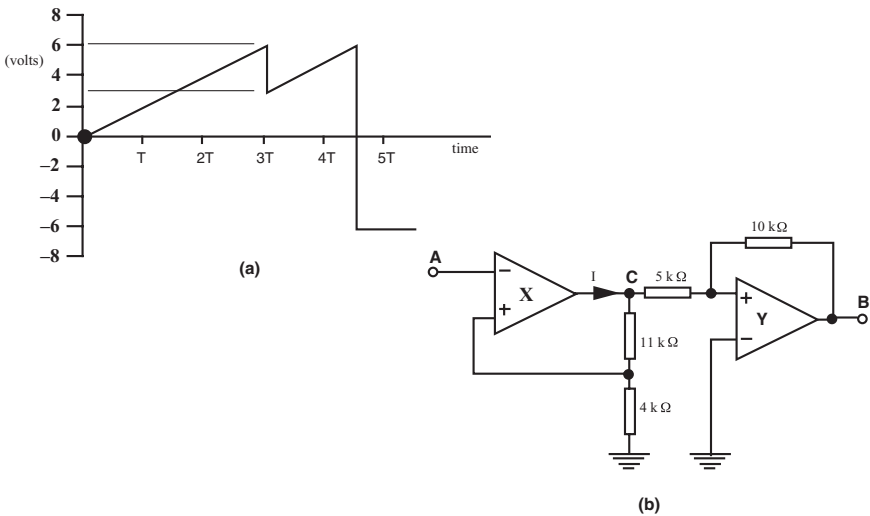 8
6
(volts)
4
2
0
−2
−4
−6
−8
T
2T
3T
4T
5T
time
(a)
A
−
+
X
I
C
5 kΩ
11 kΩ
4 kΩ
10 kΩ
+
−
Y
B
(b)